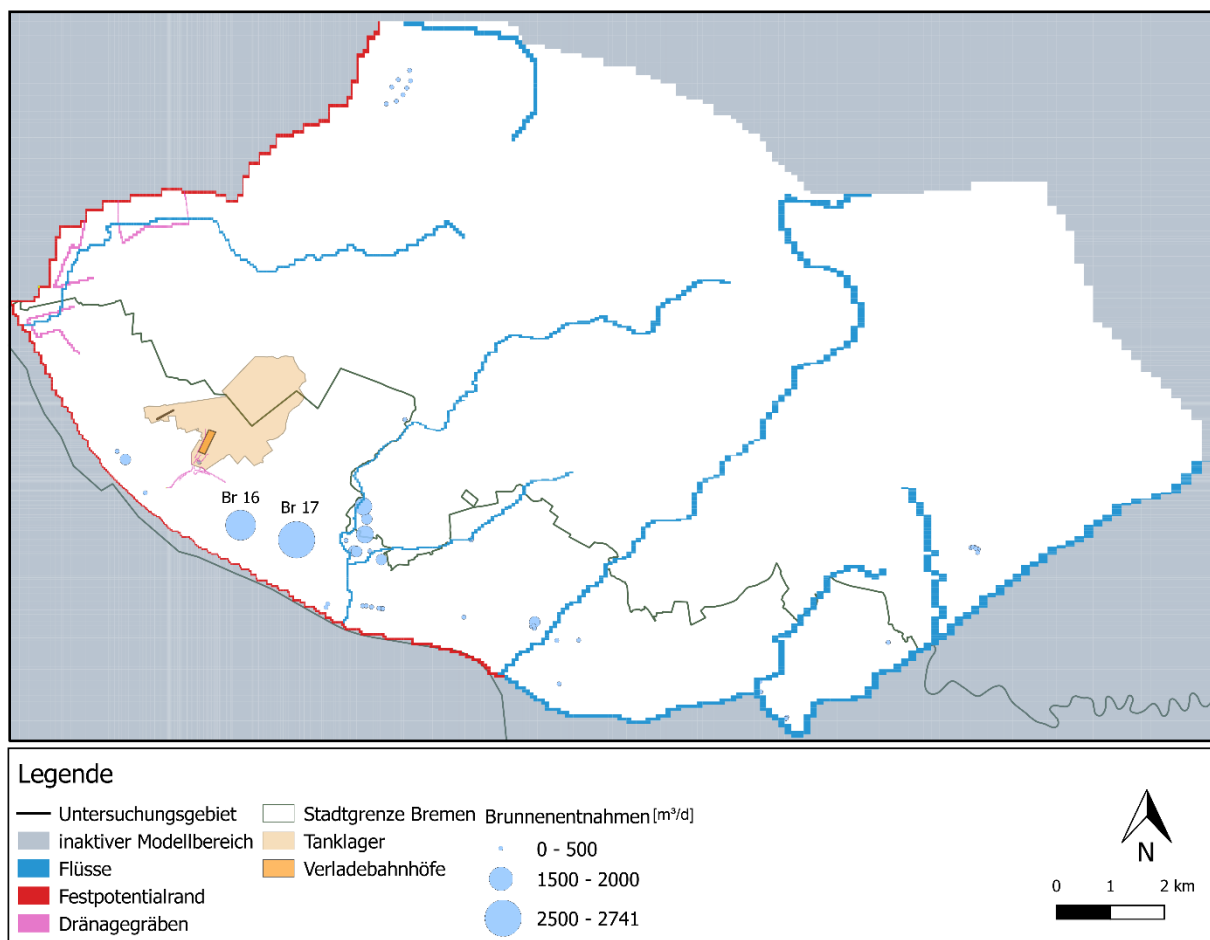 Br 16
Br 17
Legende
Untersuchungsgebiet
inaktiver Modellbereich
Flüsse
Festpotentialrand
Dränagegräben
Stadtgrenze Bremen
Tanklager
Verladebahnhöfe
Brunnenentnahmen [m³/d]
0 - 500
1500 - 2000
2500 - 2741
N
0 1 2 km